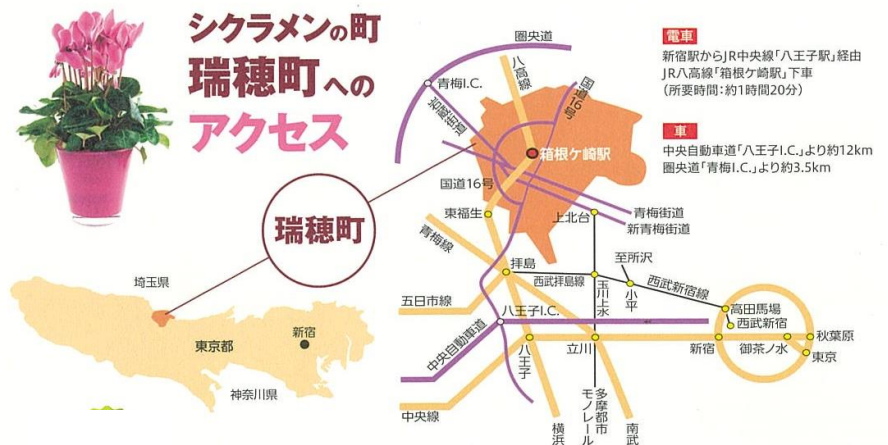 シクラメンの町
瑞穂町への
アクセス
電車
新宿駅からJR中央線「八王子駅」経由
JR八高線「箱根ケ崎駅」下車
(所要時間:約1時間20分)
車
中央自動車道「八王子I.C.」より約12km
圏央道「青梅I.C.」より約3.5km
圏央道
青梅I.C.
八高線
国道16号
岩蔵街道
箱根ケ崎駅
国道16号
東福生
上北台
青梅街道
新青梅街道
瑞穂町
青梅線
拝島
西武拝島線
玉川上水
至所沢
小平
西武新宿線
高田馬場
西武新宿
五日市線
八王子I.C.
中央自動車道
八王子
立川
新宿
御茶ノ水
秋葉原
東京
中央線
横浜
多摩都市
モノレール
南武
埼玉県
東京都
新宿
神奈川県